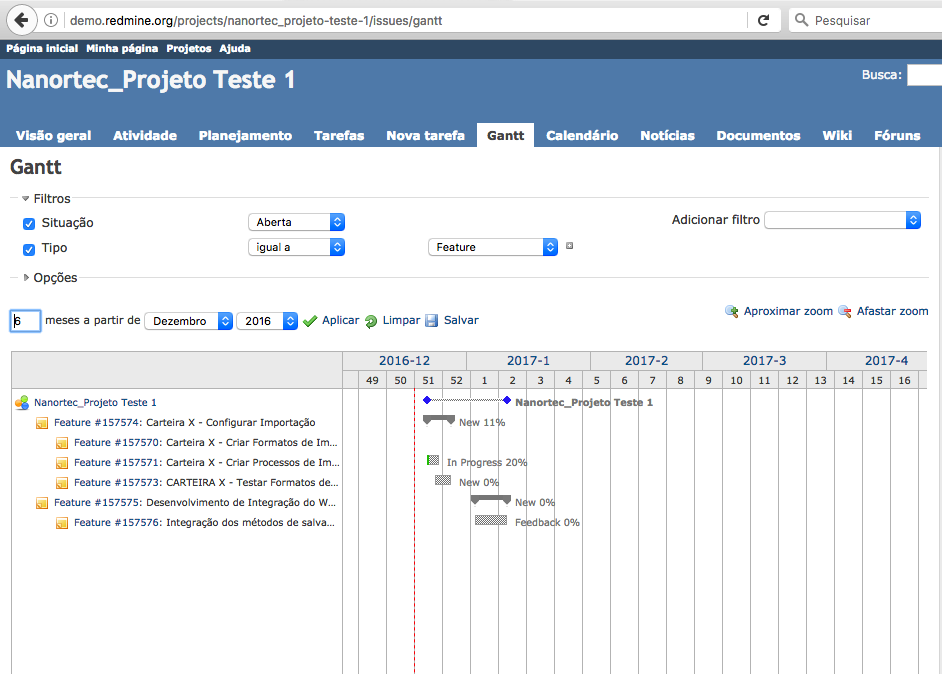 demo.redmine.org/projects/nanortec_projeto-teste-1/issues/gantt
Pesquisar
Página inicial Minha página Projetos Ajuda
Nanortec_Projeto Teste 1
Busca:
Visão geral Atividade Planejamento Tarefas Nova tarefa Gantt Calendário Notícias Documentos Wiki Fóruns
Gantt
Filtros
Situação Aberta Adicionar filtro
Tipo igual a Feature
Opções
6 meses a partir de Dezembro 2016 Aplicar Limpar Salvar Aproximar zoom Afastar zoom
2016-12 2017-1 2017-2 2017-3 2017-4
49 50 51 52 1 2 3 4 5 6 7 8 9 10 11 12 13 14 15 16
Nanortec_Projeto Teste 1 Nanortec_Projeto Teste 1
Feature #157574: Carteira X - Configurar Importação New 11%
Feature #157570: Carteira X - Criar Formatos de Im...
Feature #157571: Carteira X - Criar Processos de Im... In Progress 20%
Feature #157573: CARTEIRA X - Testar Formatos de... New 0%
Feature #157575: Desenvolvimento de Integração do W... New 0%
Feature #157576: Integração dos métodos de salva... Feedback 0%